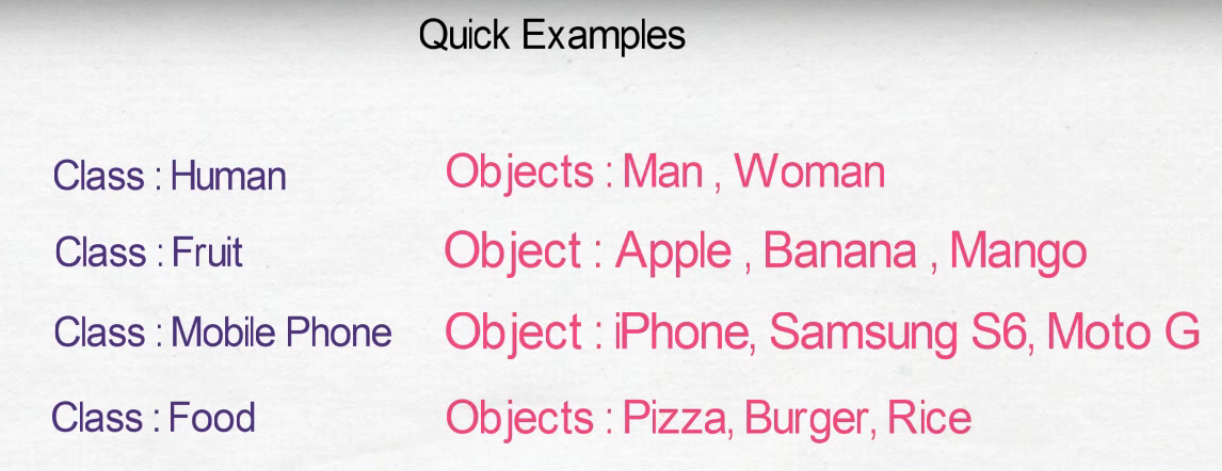 Quick Examples
Class : Human Objects : Man , Woman
Class : Fruit Object : Apple , Banana , Mango
Class : Mobile Phone Object : iPhone, Samsung S6, Moto G
Class : Food Objects : Pizza, Burger, Rice